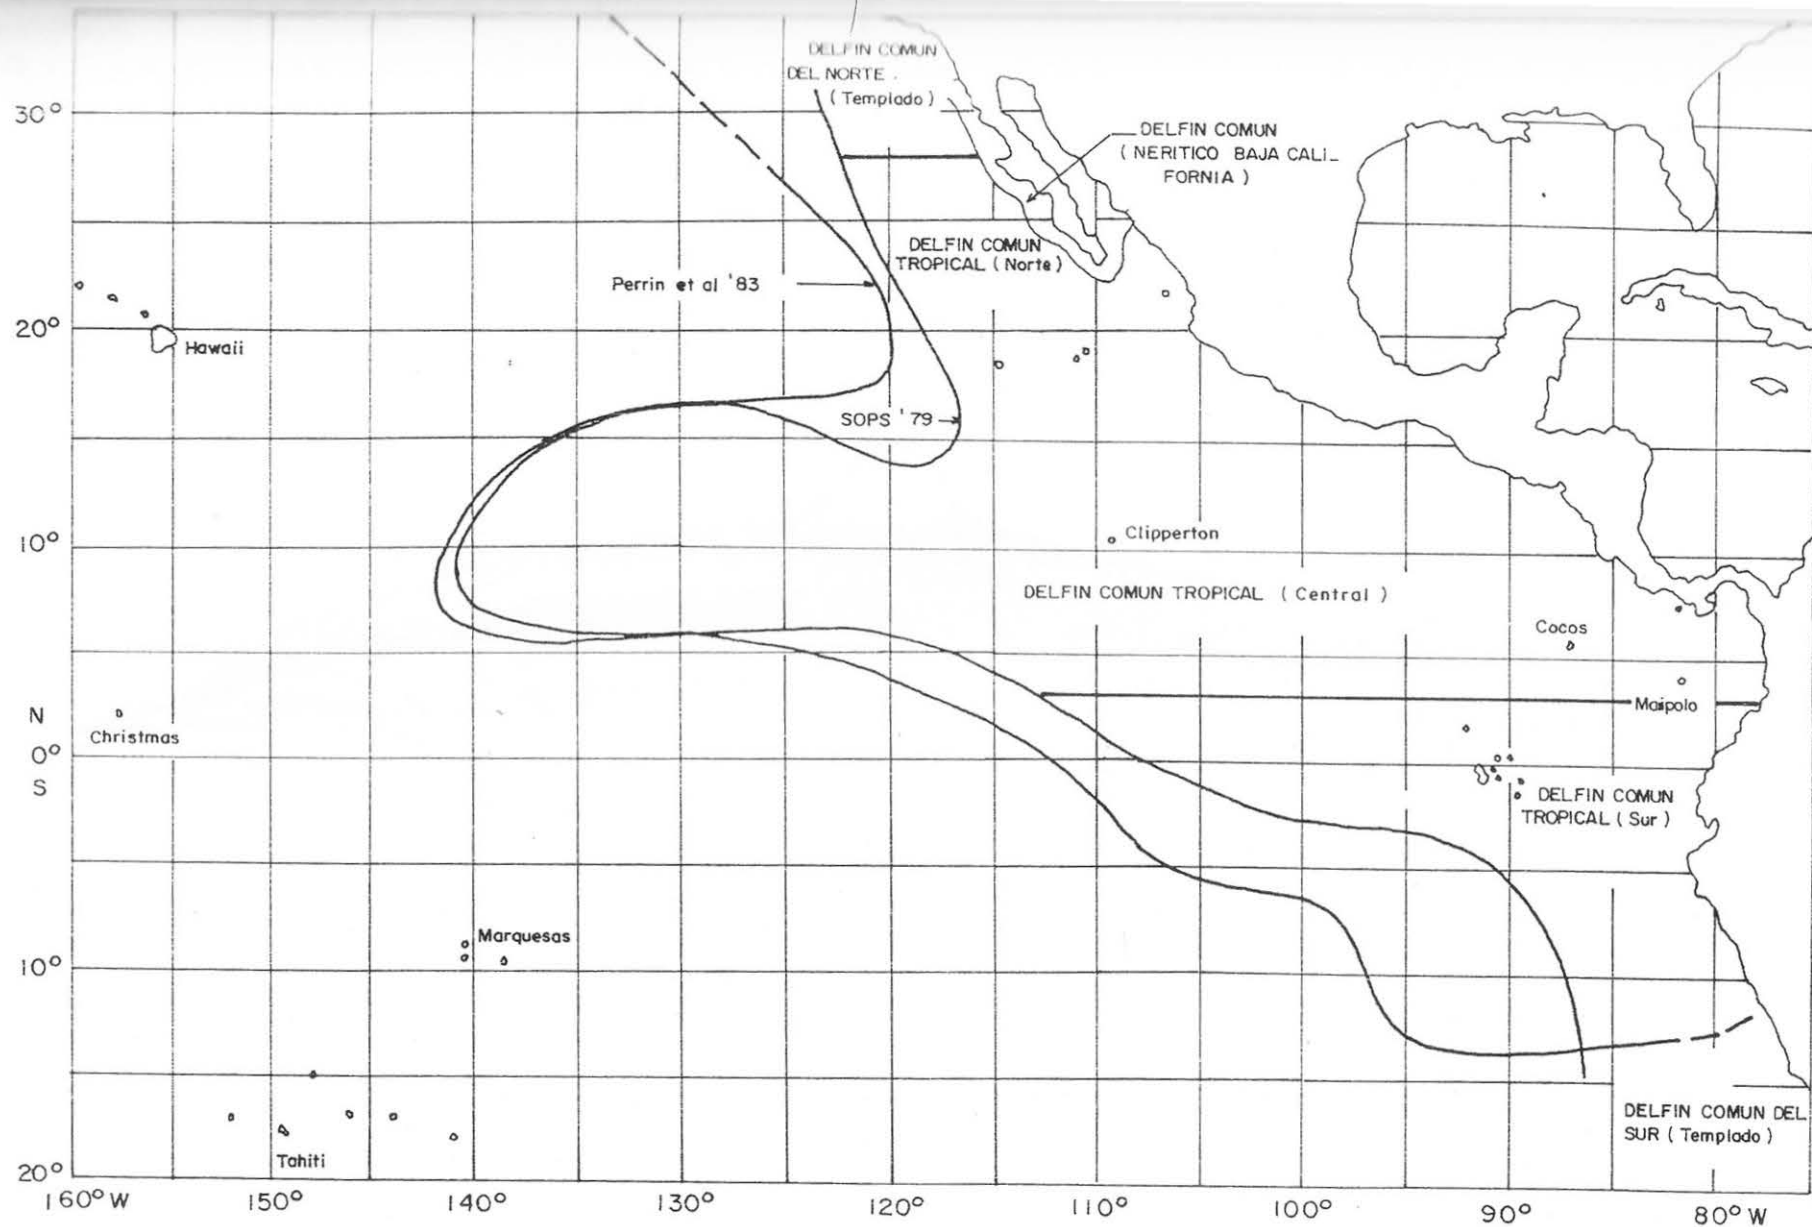 DELFIN COMUN
DEL NORTE .
( Templado )
30°
DELFIN COMUN
( NERITICO BAJA CALI_
FORNIA )
DELFIN COMUN
TROPICAL ( Norte )
Perrin et al '83
20°
Hawaii
SOPS '79
10°
Clipperton
DELFIN COMUN TROPICAL ( Central )
Cocos
N
Maipolo
Christmas
0°
S
DELFIN COMUN
TROPICAL ( Sur )
Marquesas
10°
DELFIN COMUN DEL
SUR ( Templado )
Tahiti
20°
160° W 150° 140° 130° 120° 110° 100° 90° 80° W